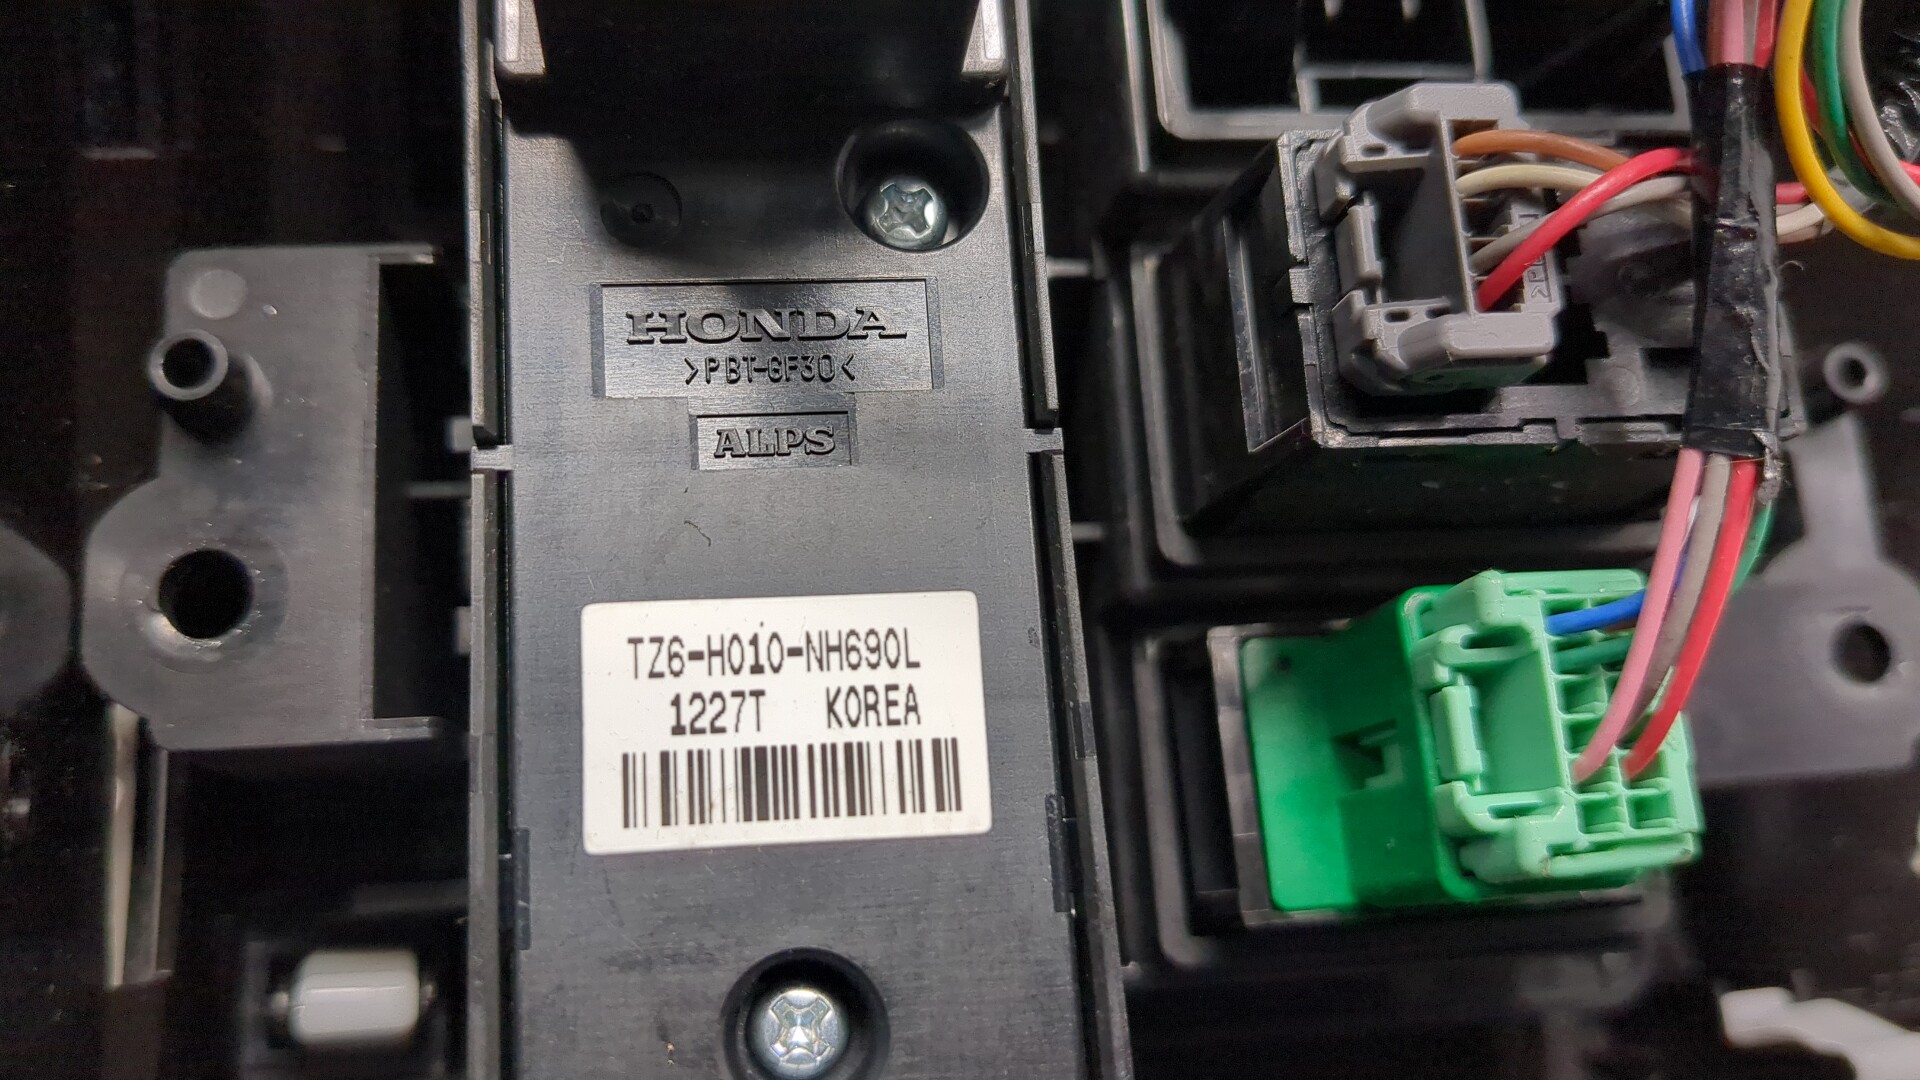 HONDA
>PBT-GF30<
ALPS
TZ6-H010-NH690L
1227T KOREA